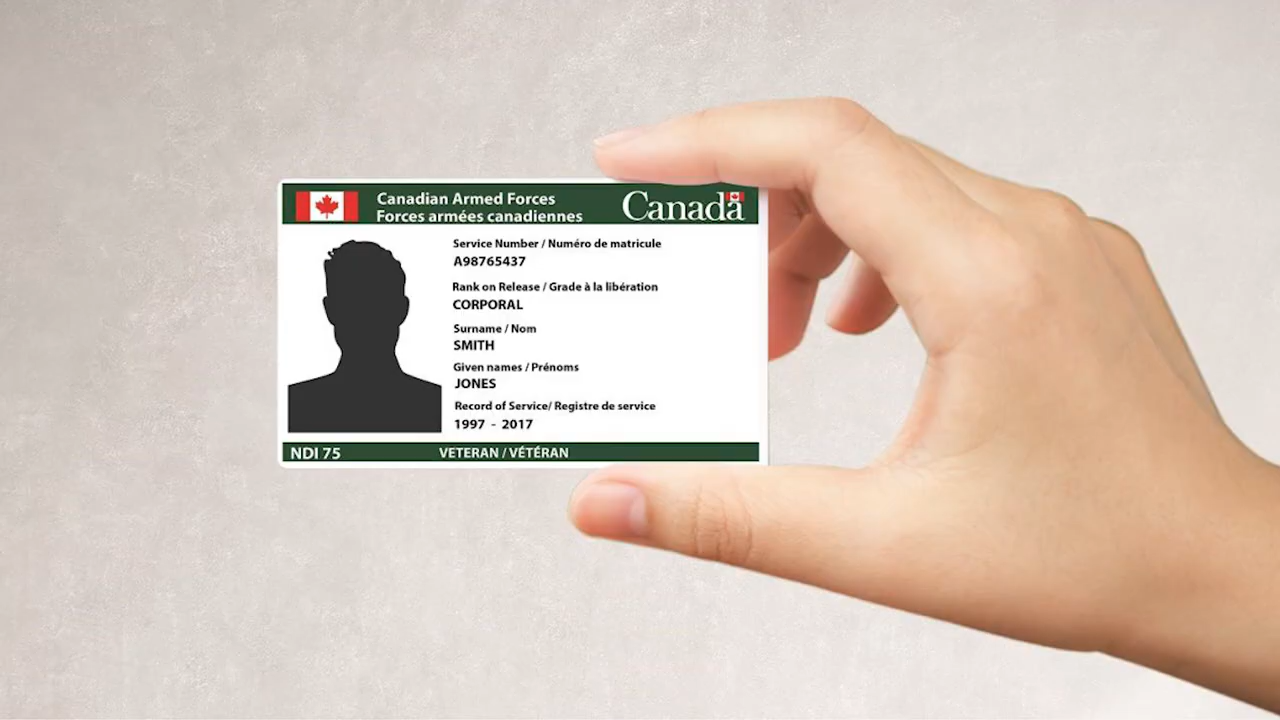 Canadian Armed Forces
Forces armées canadiennes
Canada
Service Number / Numéro de matricule
A98765437
Rank on Release / Grade à la libération
CORPORAL
Surname / Nom
SMITH
Given names / Prénoms
JONES
Record of Service/ Registre de service
1997 - 2017
NDI 75
VETERAN / VÉTÉRAN